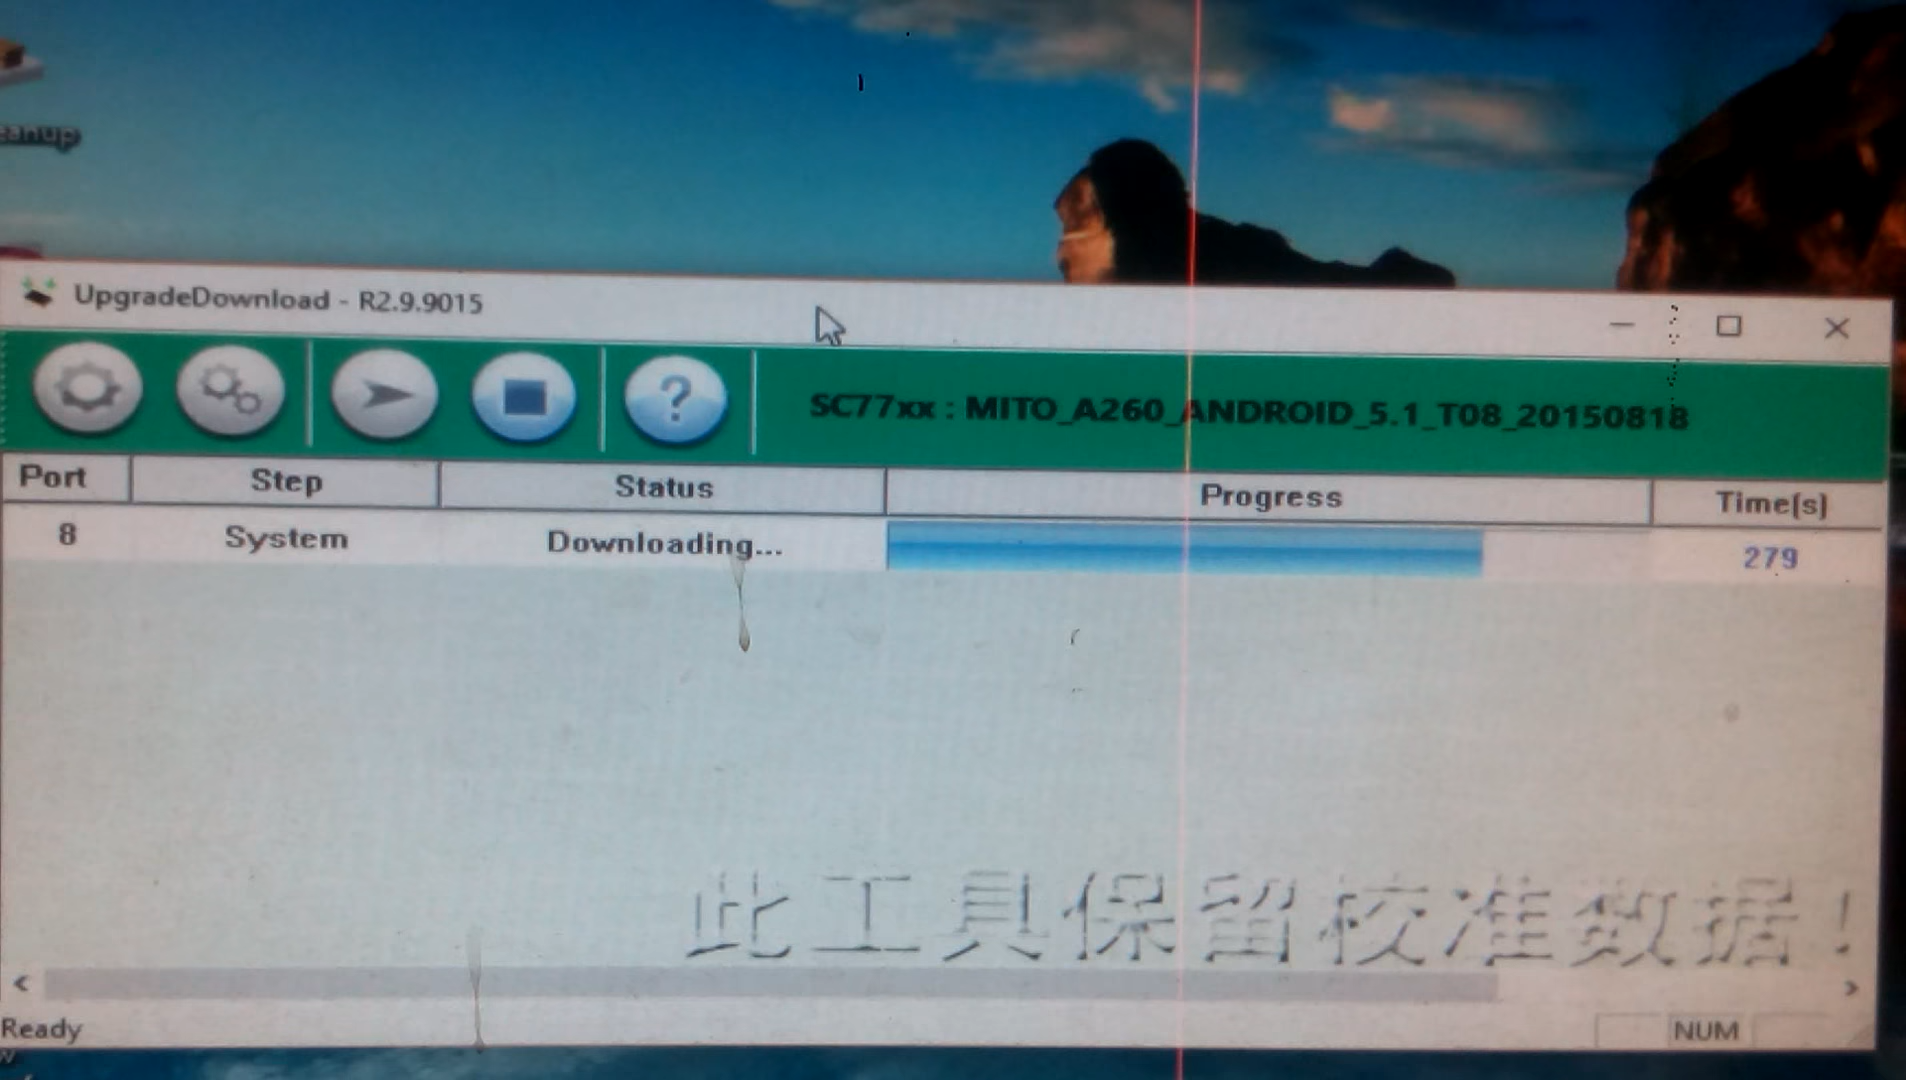 UpgradeDownload - R2.9.9015
SC77xx : MITO_A260_ANDROID_5.1_T08_20150818
Port Step Status Progress Time(s)
8 System Downloading... 279
此工具保留校准数据!
Ready NUM